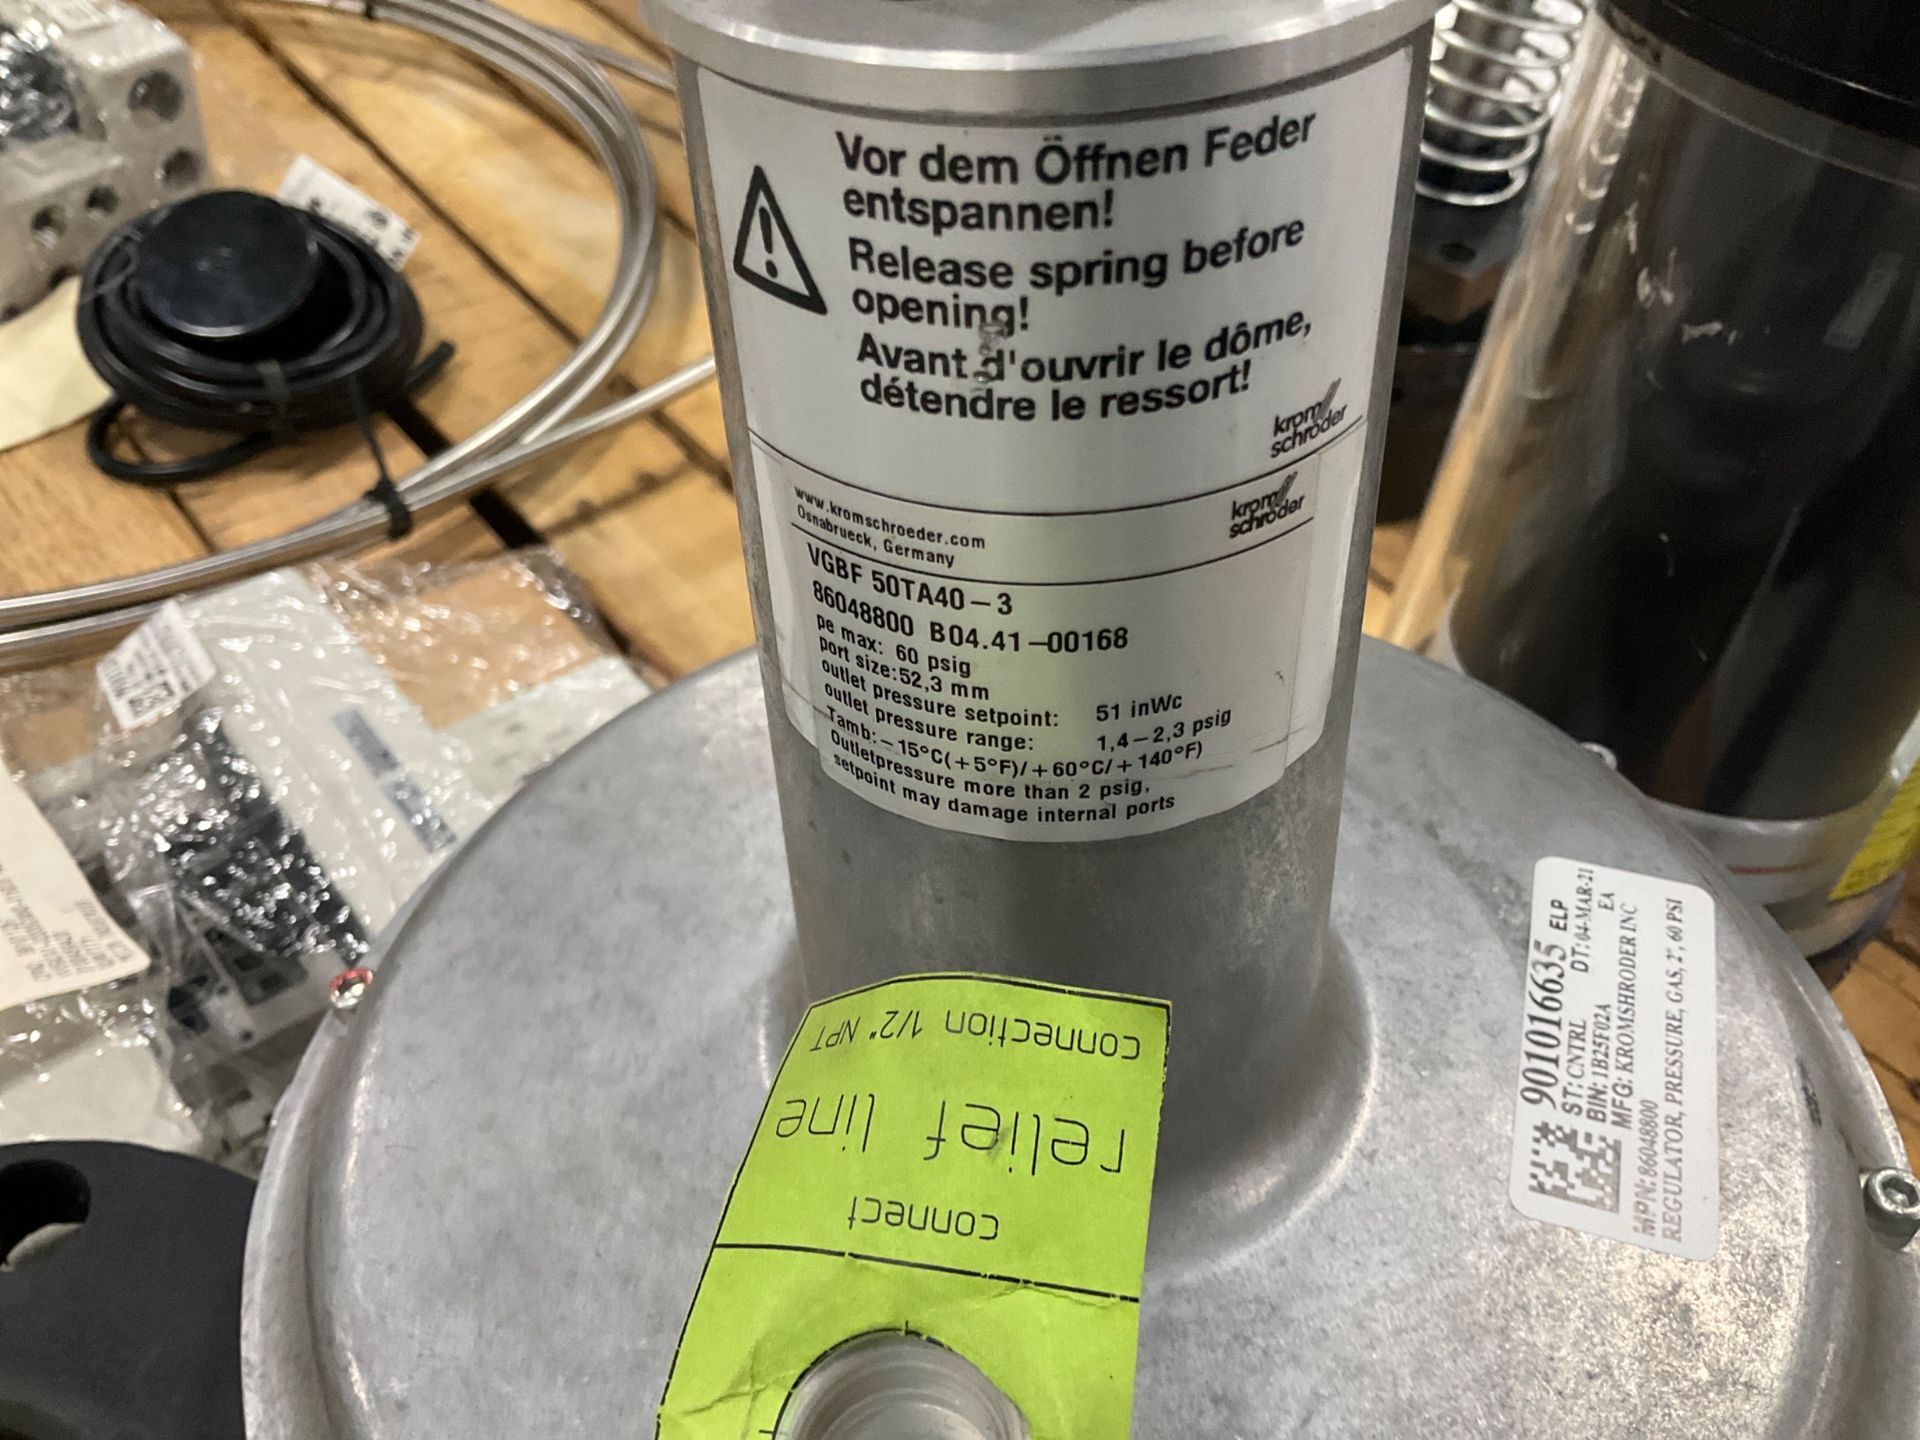 Vor dem Öffnen Feder
entspannen!
Release spring before
opening!
Avant d'ouvrir le dôme,
détendre le ressort!
krom
schröder
www.kromschroeder.com
Osnabrueck, Germany
krom
schröder
VGBF 50TA40-3
86048800 B04.41-00168
pe max: 60 psig
port size:52,3 mm
outlet pressure setpoint: 51 inWc
outlet pressure range: 1,4-2,3 psig
Tamb:-15°C(+5°F)/+60°C/+140°F)
Outletpressure more than 2 psig,
setpoint may damage internal ports
connect
relief line
connection 1/2" NPT
901016635 ELP
ST: CNTRL DT: 04-MAR-21
BIN: 1B25F02A EA
MFG: KROMSHRODER INC
MPN: 86048800
REGULATOR, PRESSURE, GAS, 2", 60 PSI